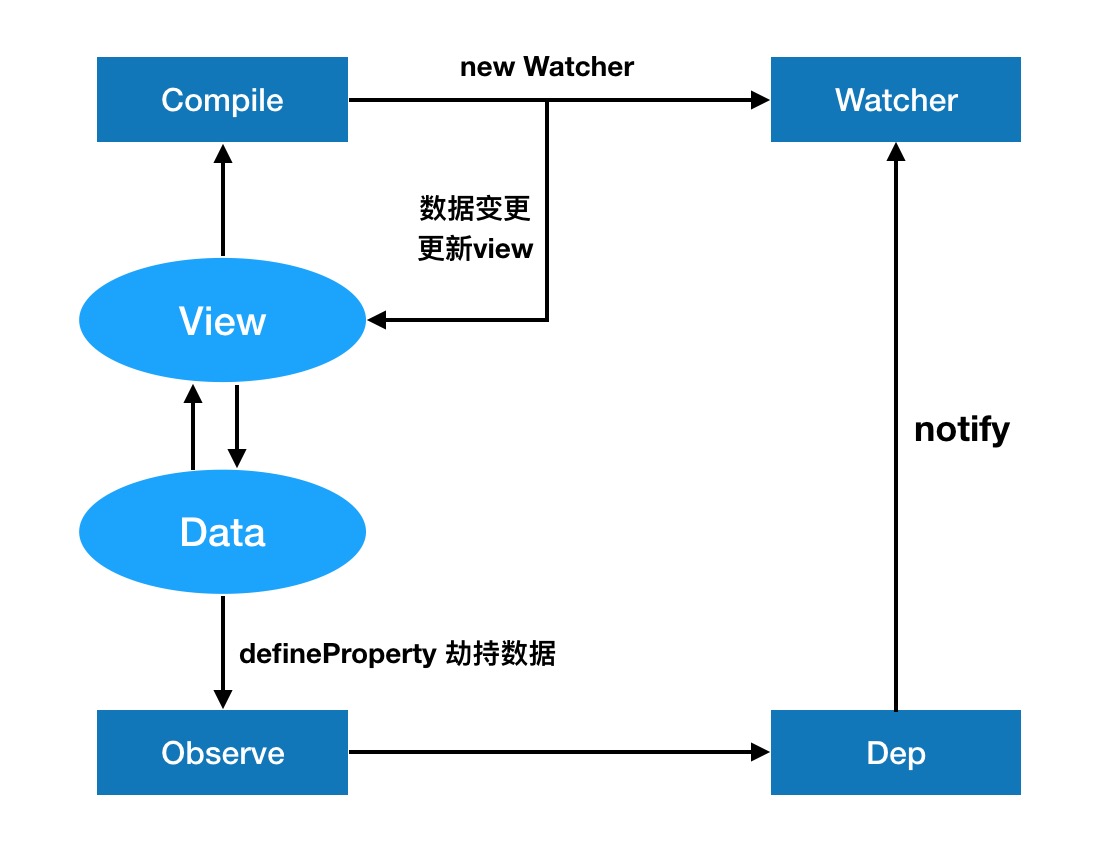 new Watcher
Compile
Watcher
数据变更
更新view
View
notify
Data
defineProperty 劫持数据
Observe
Dep